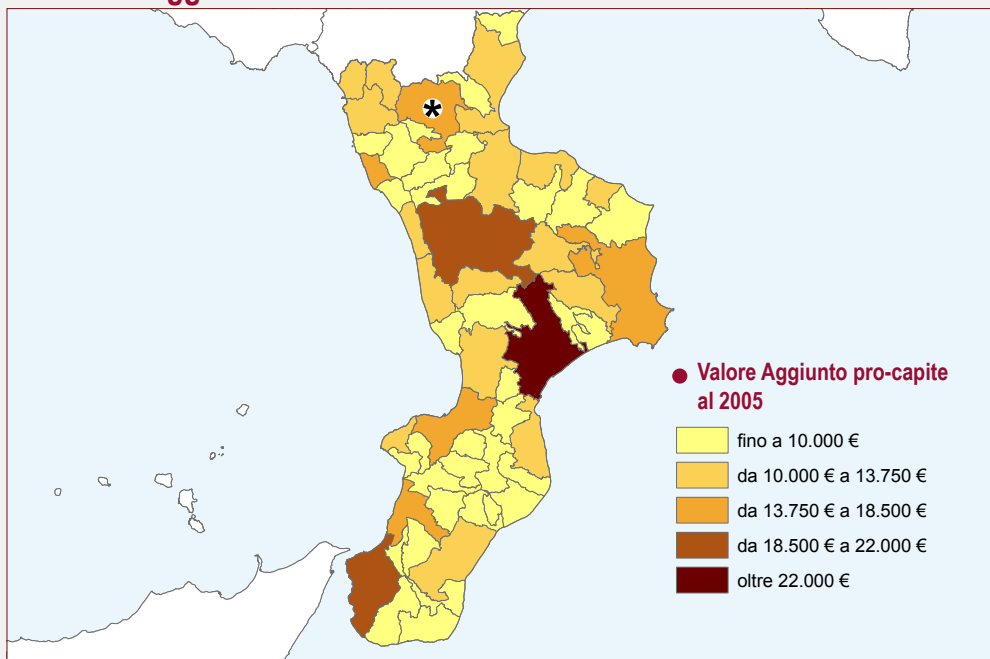 Valore Aggiunto pro-capite
al 2005
fino a 10.000 €
da 10.000 € a 13.750 €
da 13.750 € a 18.500 €
da 18.500 € a 22.000 €
oltre 22.000 €
*